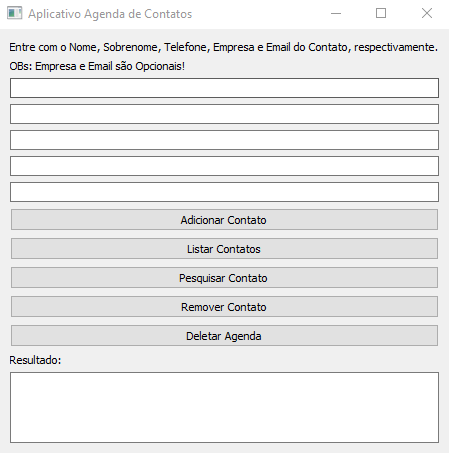 Aplicativo Agenda de Contatos
Entre com o Nome, Sobrenome, Telefone, Empresa e Email do Contato, respectivamente.
OBs: Empresa e Email são Opcionais!
Adicionar Contato
Listar Contatos
Pesquisar Contato
Remover Contato
Deletar Agenda
Resultado: